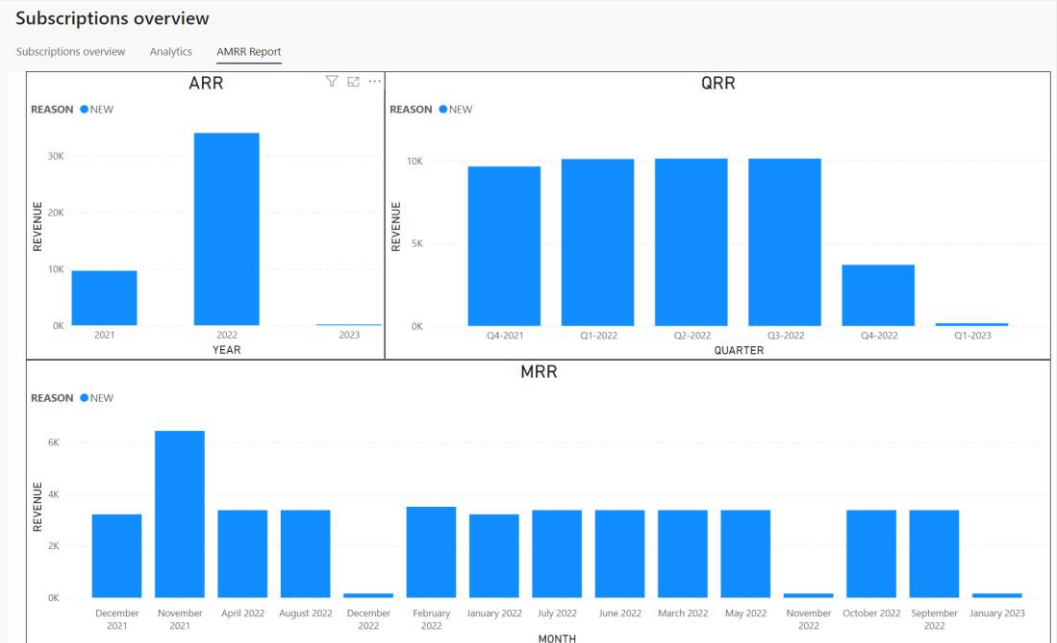 Subscriptions overview
Subscriptions overview Analytics AMRR Report
ARR
REASON NEW
REVENUE
30K
20K
10K
0K
2021 2022 2023
YEAR
QRR
REASON NEW
REVENUE
10K
5K
0K
Q4-2021 Q1-2022 Q2-2022 Q3-2022 Q4-2022 Q1-2023
QUARTER
MRR
REASON NEW
REVENUE
6K
4K
2K
0K
December November April 2022 August 2022 December February January 2022 July 2022 June 2022 March 2022 May 2022 November October 2022 September January 2023
2021 2021 2022 2022 2022 2022
MONTH